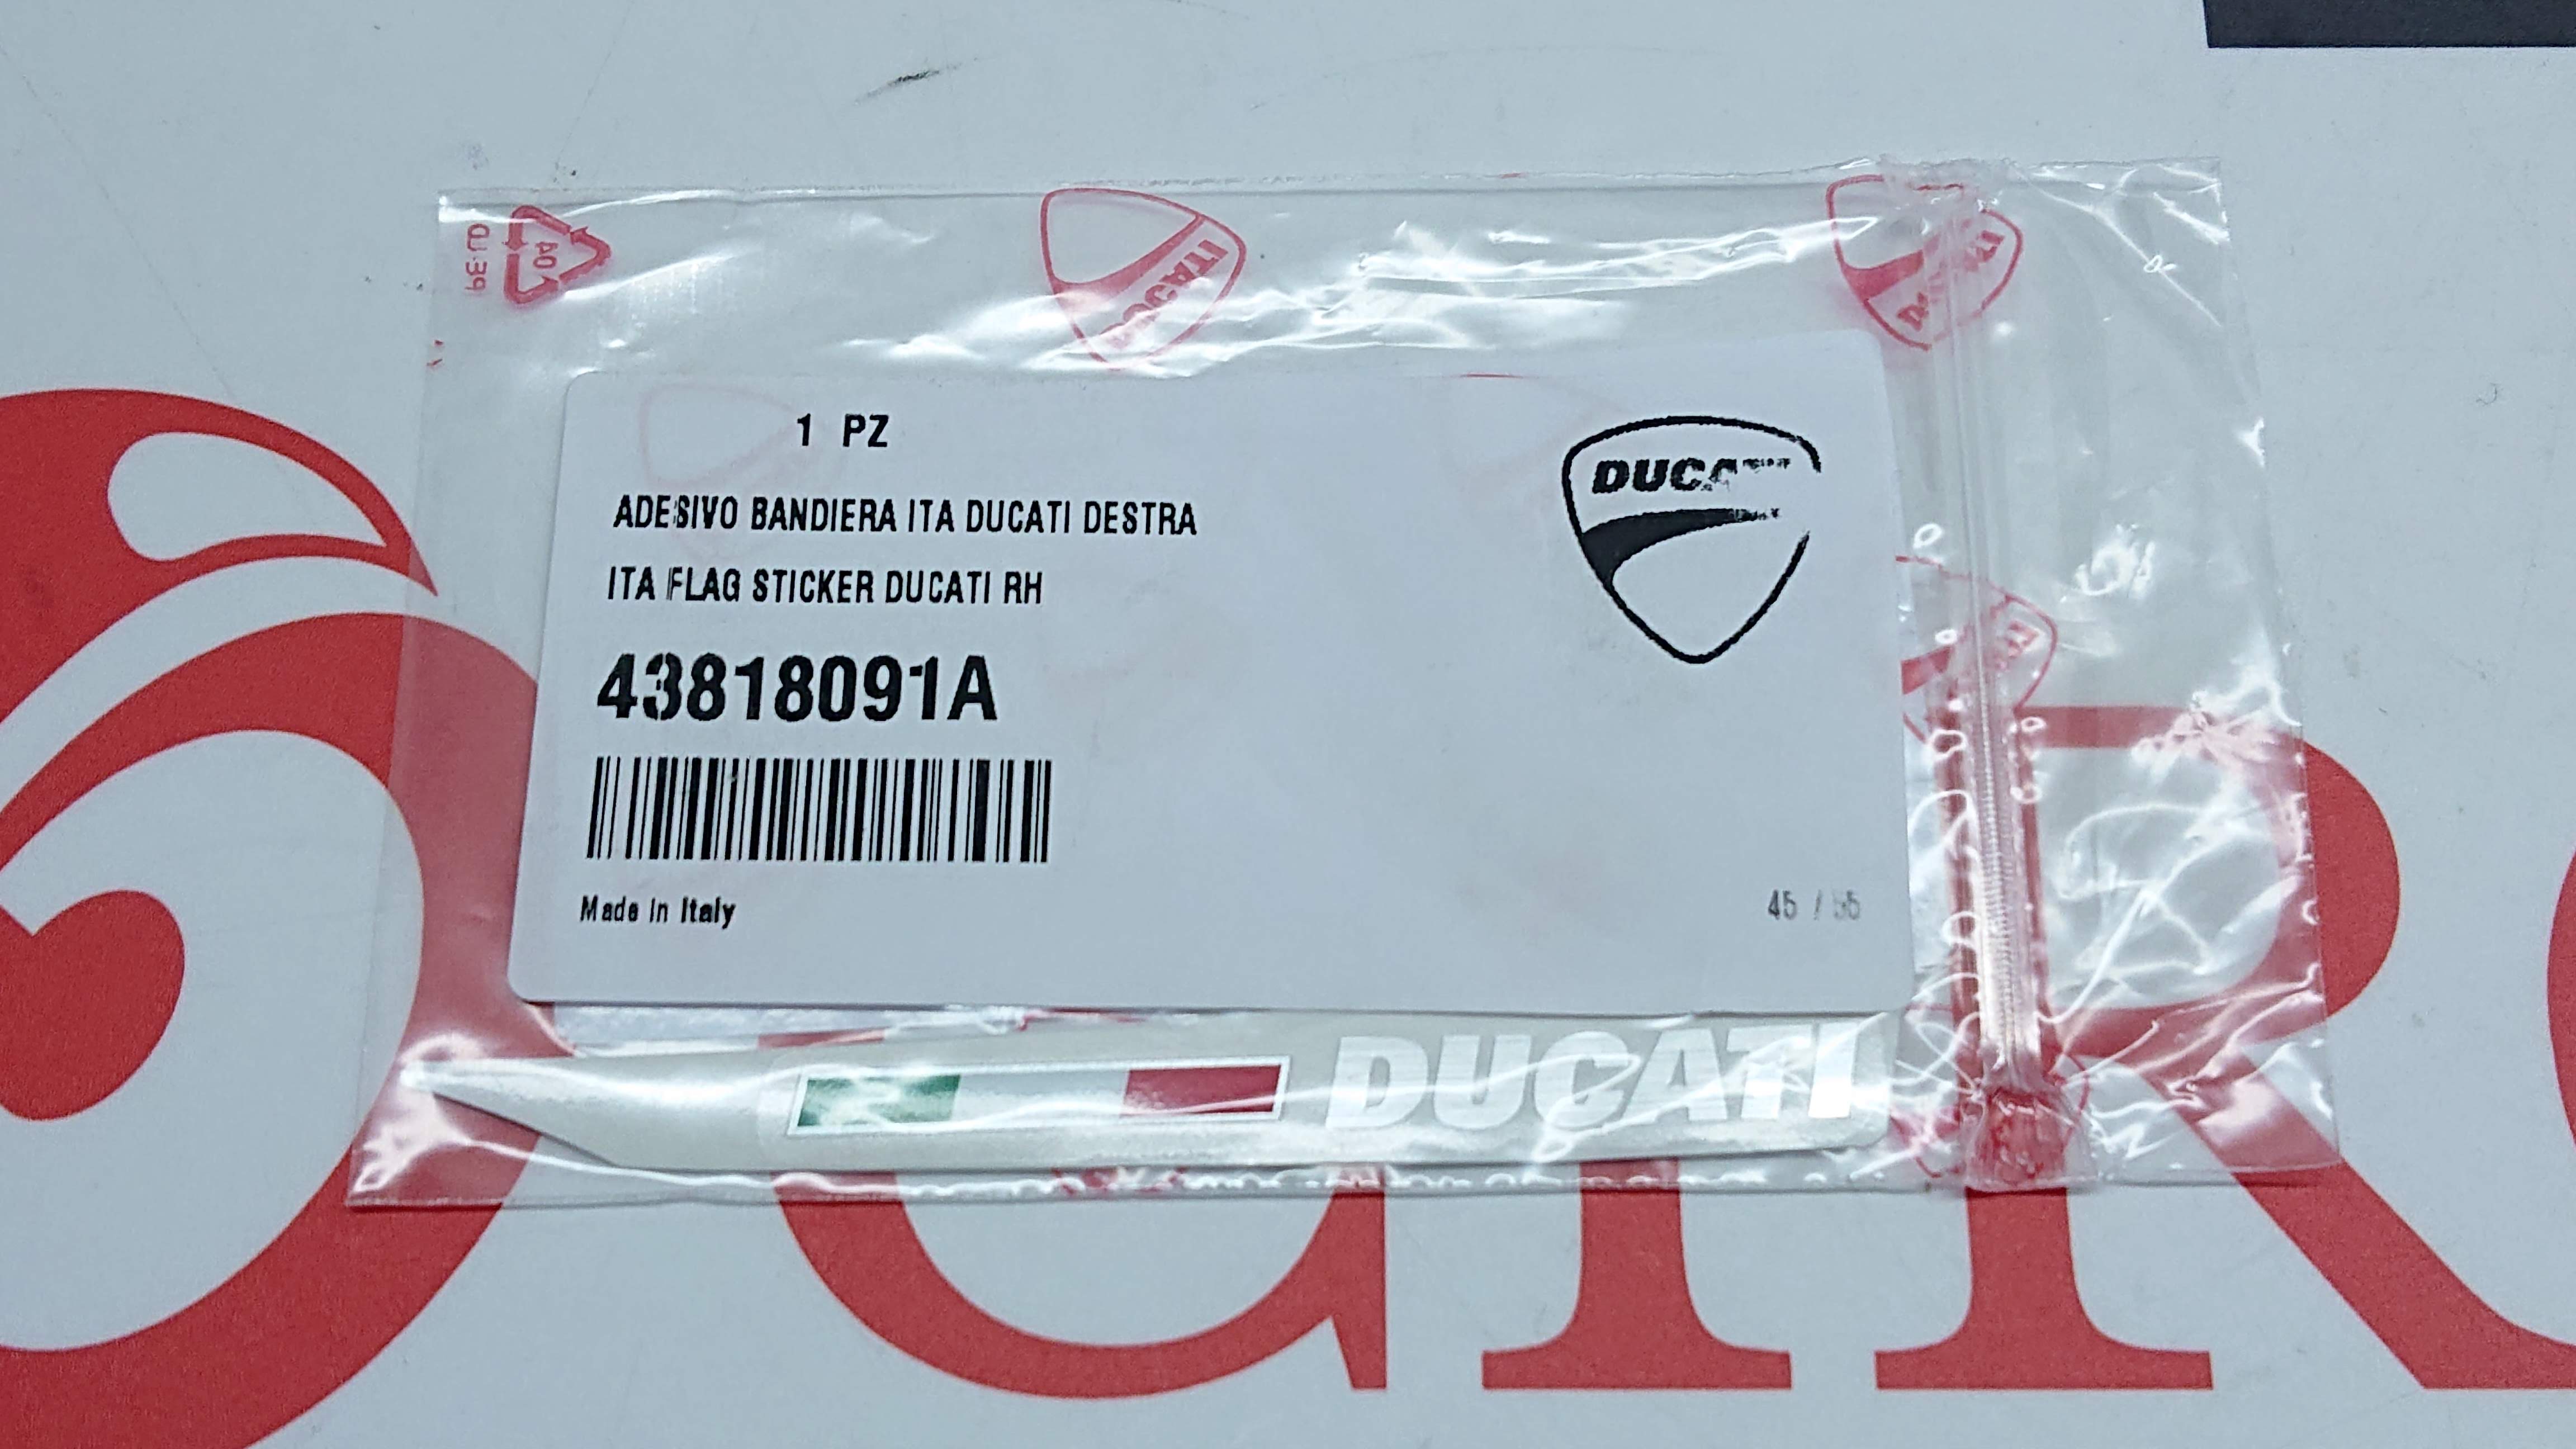 DUCATI
DUCATI
1 PZ
ADESIVO BANDIERA ITA DUCATI DESTRA
ITA FLAG STICKER DUCATI RH
43818091A
Made in Italy
45 / 55
DUCATI